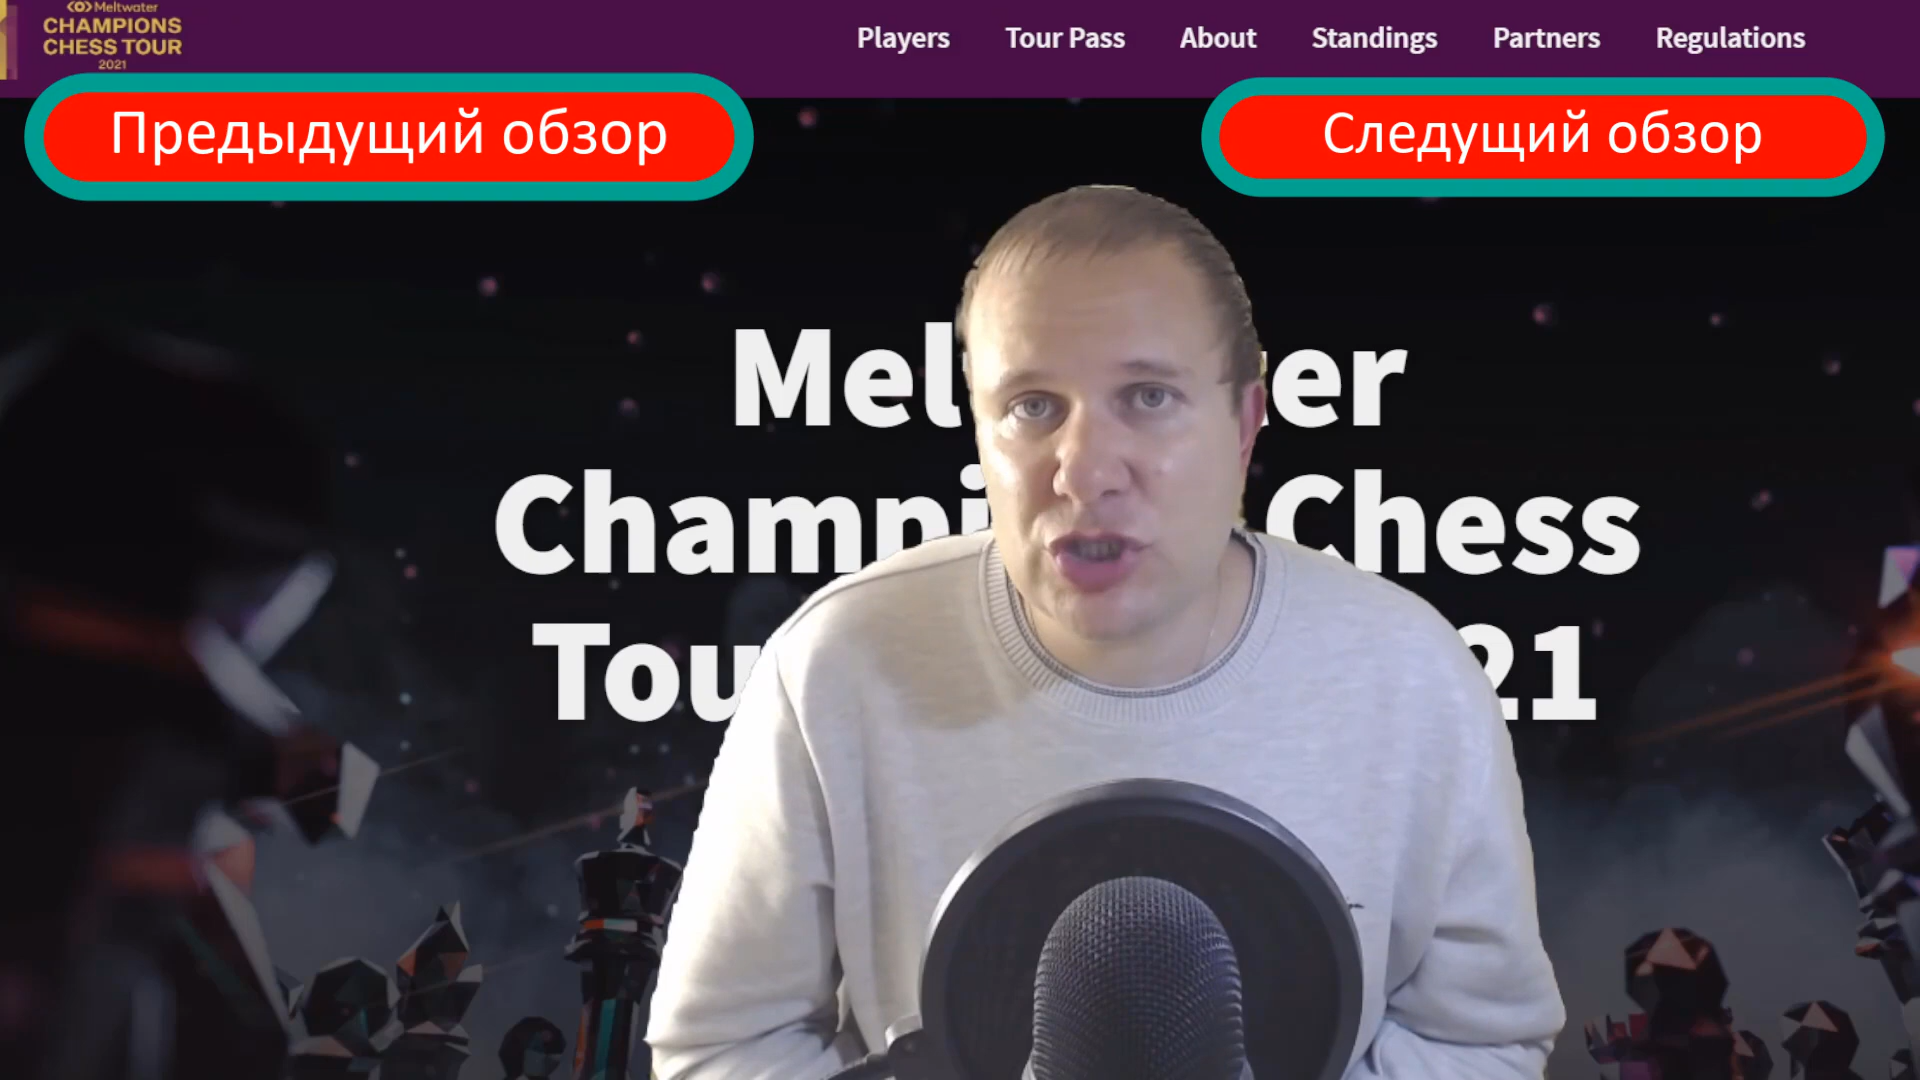 Meltwater
CHAMPIONS
CHESS TOUR
2021
Players Tour Pass About Standings Partners Regulations
Предыдущий обзор
Следущий обзор
Mel er
Champi Chess
Tou 21